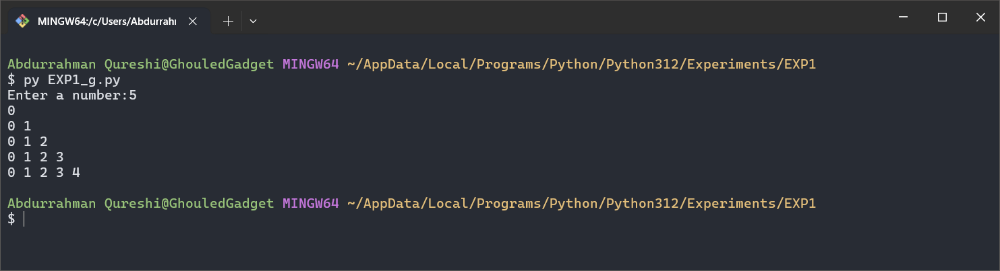 MINGW64:/c/Users/Abdurrahr
Abdurrahman Qureshi@GhouledGadget MINGW64 ~/AppData/Local/Programs/Python/Python312/Experiments/EXP1
$ py EXP1_g.py
Enter a number:5
0
0 1
0 1 2
0 1 2 3
0 1 2 3 4
Abdurrahman Qureshi@GhouledGadget MINGW64 ~/AppData/Local/Programs/Python/Python312/Experiments/EXP1
$